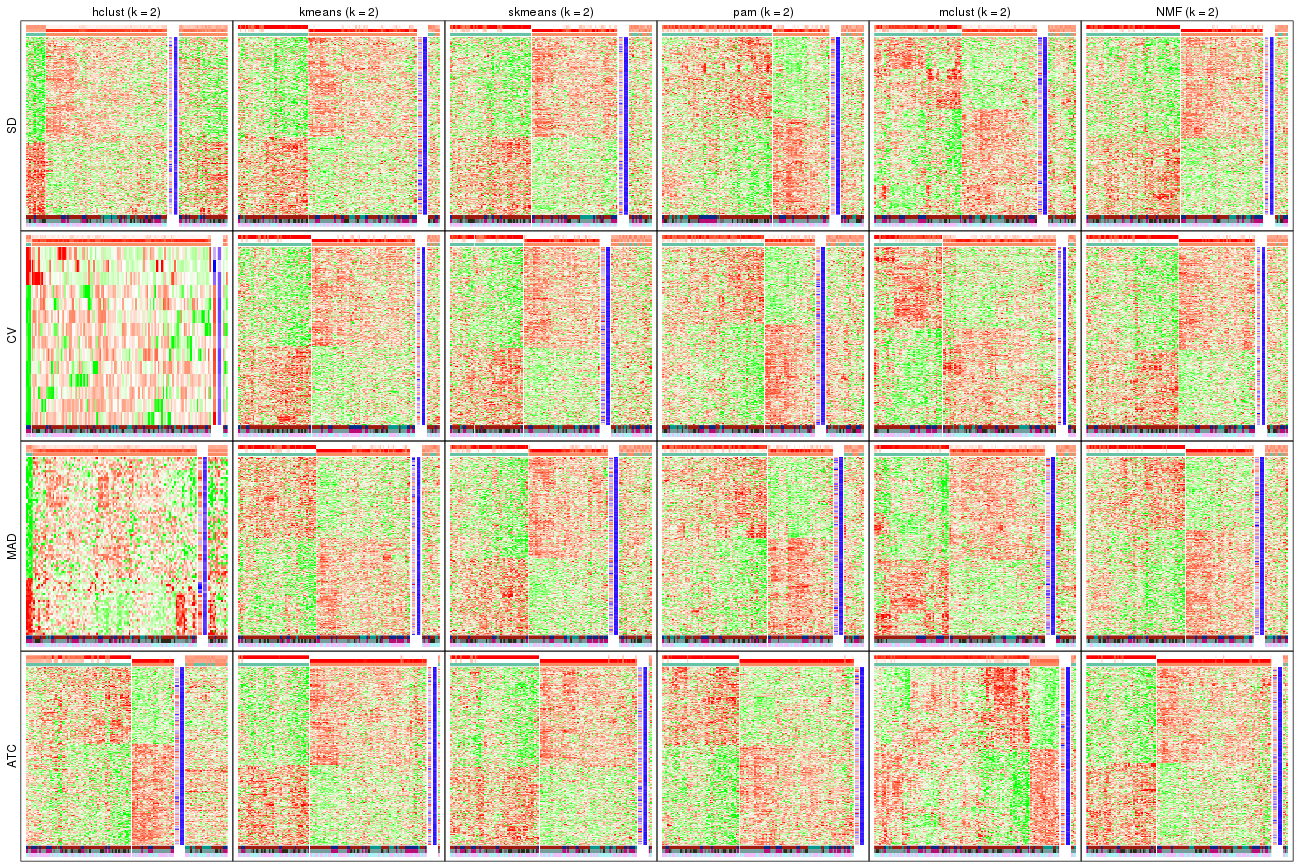 hclust (k = 2) kmeans (k = 2) skmeans (k = 2) pam (k = 2) mclust (k = 2) NMF (k = 2)
SD
CV
MAD
ATC